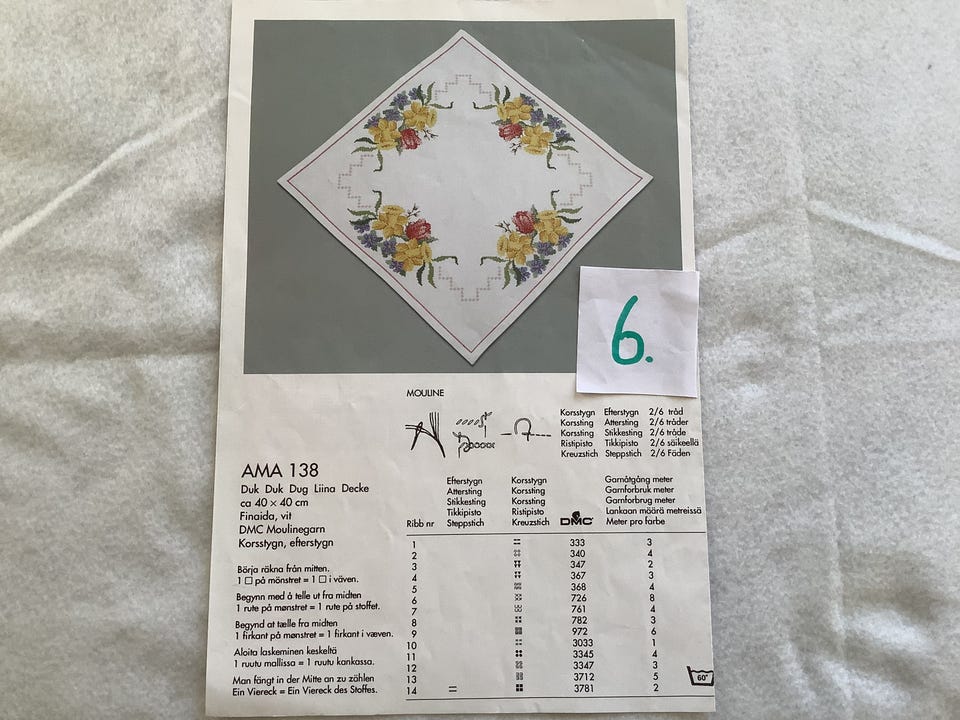 6.
MOULINE
Korsstygn Efterstygn 2/6 tråd
Korssting Attersting 2/6 tråder
Korssting Stikkesting 2/6 tråde
Ristipisto Tikkipisto 2/6 säikeellä
Kreuzstich Steppstich 2/6 Fäden
AMA 138
Duk Duk Dug Liina Decke
ca 40 × 40 cm
Finaida, vit
DMC Moulinegarn
Korsstygn, efterstygn
Börja räkna från mitten.
1 □ på mönstret = 1 □ i väven.
Begynn med å telle ut fra midten
1 rute på mønstret = 1 rute på stoffet.
Begynd at tælle fra midten
1 firkant på mønstret = 1 firkant i væven.
Aloita laskeminen keskeltä
1 ruutu mallissa = 1 ruutu kankassa.
Man fängt in der Mitte an zu zählen
Ein Viereck = Ein Viereck des Stoffes.
Efterstygn Korsstygn Garnåtgång meter
Attersting Korssting Garnforbruk meter
Stikkesting Korssting Garnforbrug meter
Tikkipisto Ristipisto Lankaan määrä metreissä
Ribb nr Steppstich Kreuzstich DMC Meter pro farbe
1 333 3
2 340 4
3 347 2
4 367 3
5 368 4
6 726 8
7 761 4
8 782 3
9 972 6
10 3033 1
11 3345 4
12 3347 3
13 3712 5
14 3781 2
60°